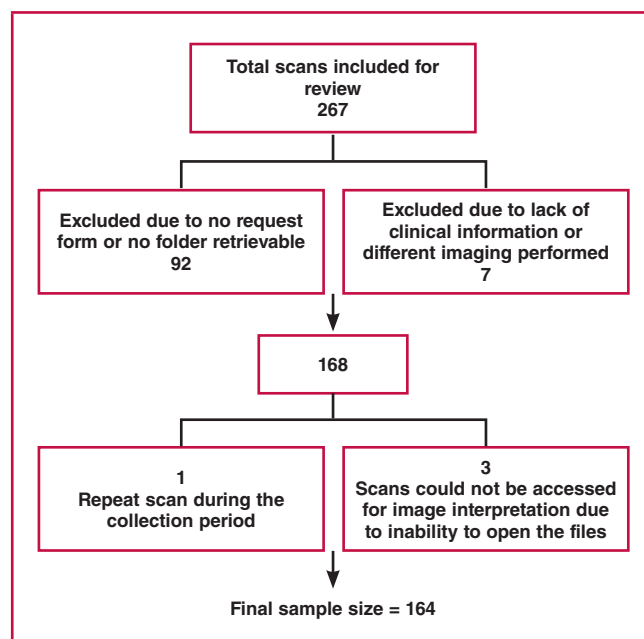 Total scans included for
review
267
Excluded due to no request
form or no folder retrievable
92
Excluded due to lack of
clinical information or
different imaging performed
7
168
1
Repeat scan during the
collection period
3
Scans could not be accessed
for image interpretation due
to inability to open the files
Final sample size = 164